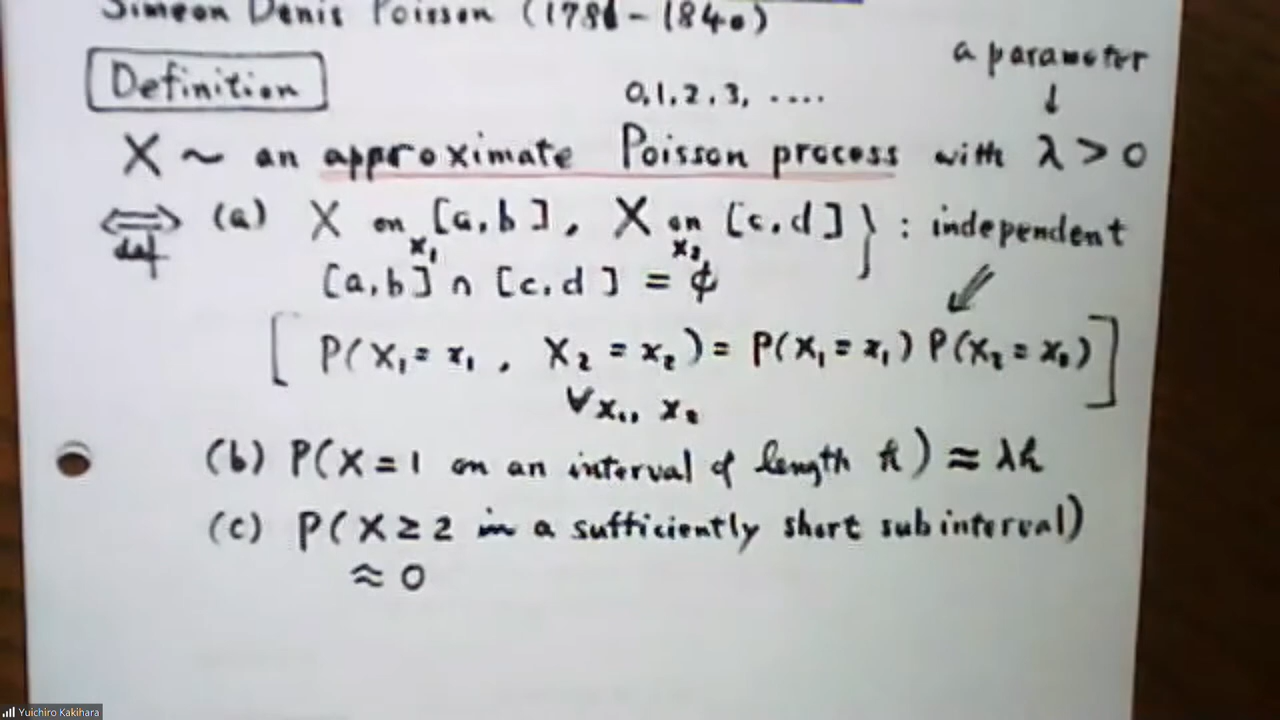 Simeon Denis Poisson (1781 - 1840)
a parameter
Definition
0, 1, 2, 3, ....
↓
X ~ an approximate Poisson process with λ > 0
⟺ (a) X on [a, b], X on [c, d] } : independent
def X₁ X₂
[a, b] ∩ [c, d] = ϕ
[ P(X₁ = x₁, X₂ = x₂) = P(X₁ = x₁) P(X₂ = x₂) ]
∀ x₁, x₂
(b) P(X = 1 on an interval of length h) ≈ λh
(c) P(X ≥ 2 in a sufficiently short subinterval)
≈ 0
Yuichiro Kakihara